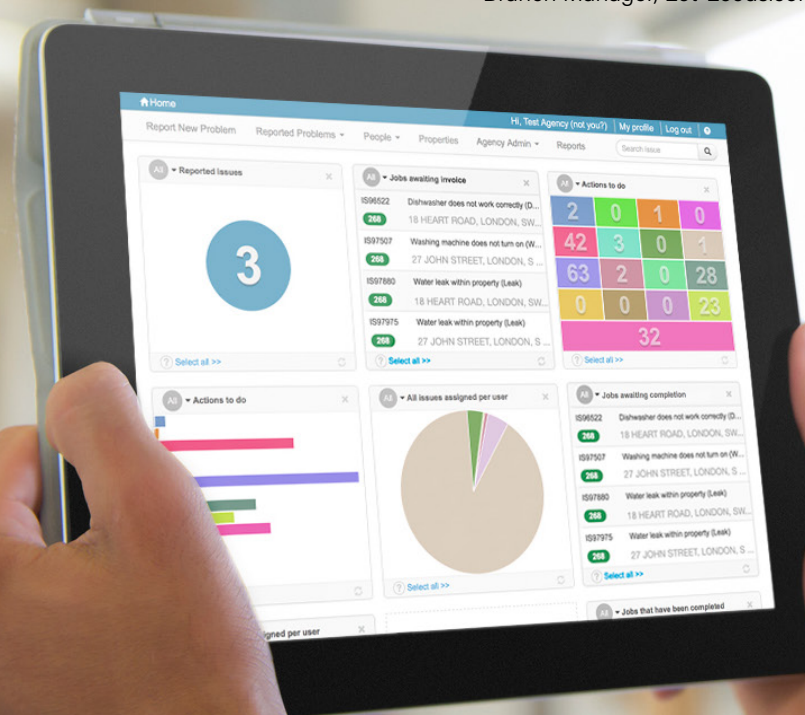 Home
Hi, Test Agency (not you?) My profile Log out
Report New Problem Reported Problems People Properties Agency Admin Reports Search Issue
All Reported issues
3
Select all >>
All Jobs awaiting invoice
IS96522 Dishwasher does not work correctly (D...
268 18 HEART ROAD, LONDON, SW...
IS97507 Washing machine does not turn on (W...
268 27 JOHN STREET, LONDON, S ...
IS97880 Water leak within property (Leak)
268 18 HEART ROAD, LONDON, SW...
IS97975 Water leak within property (Leak)
268 27 JOHN STREET, LONDON, S ...
? Select all >>
All Actions to do
2 0 1 0
42 3 0 1
63 2 0 28
0 0 0 23
32
? Select all >>
All Actions to do
All All issues assigned per user
? Select all >>
All Jobs awaiting completion
IS96522 Dishwasher does not work correctly (D...
268 18 HEART ROAD, LONDON, SW...
IS97507 Washing machine does not turn on (W...
268 27 JOHN STREET, LONDON, S ...
IS97880 Water leak within property (Leak)
268 18 HEART ROAD, LONDON, SW...
IS97975 Water leak within property (Leak)
268 27 JOHN STREET, LONDON, S ...
? Select all >>
per user
All Jobs that have been completed